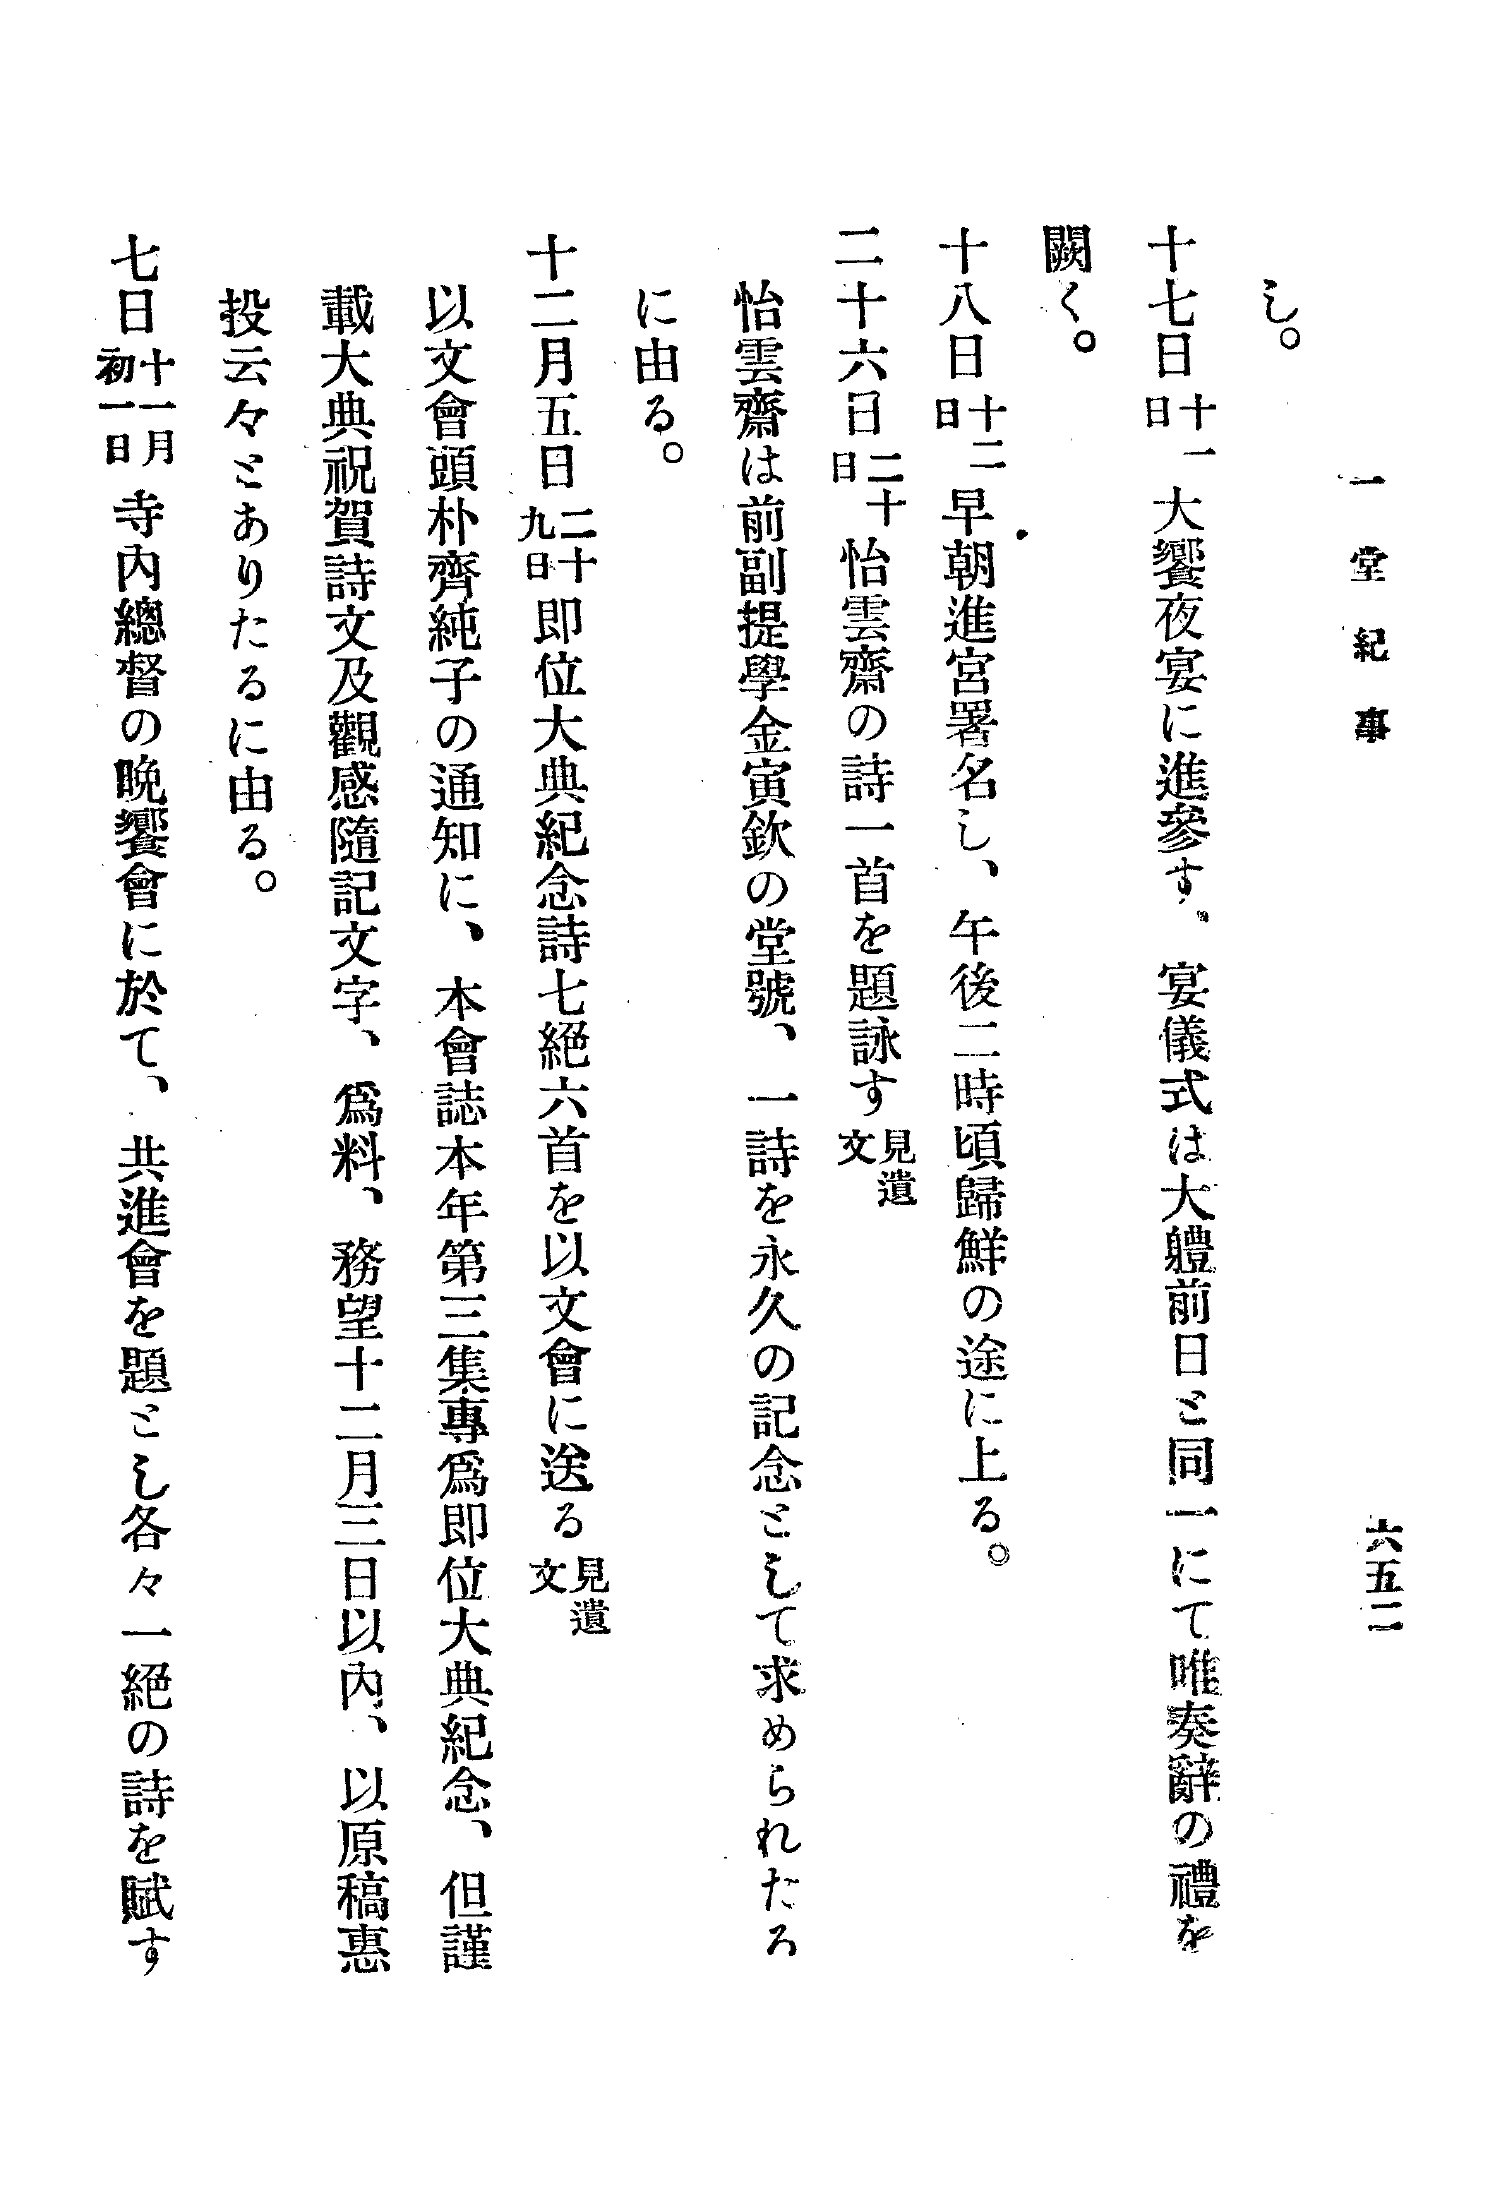 一堂紀事
六五二
し。
十七日十一日大饗夜宴に進參す。宴儀式は大軆前日と同一にて唯奏辭の禮を
闕く。
十八日十二日早朝進宮署名し、午後二時頃歸鮮の途に上る。
二十六日二十日怡雲齋の詩一首を題詠す見遺文
怡雲齋は前副提學金寅欽の堂號、一詩を永久の記念として求められたる
に由る。
十二月五日二十九日即位大典紀念詩七絕六首を以文會に送る見遺文
以文會頭朴齊純子の通知に、本會誌本年第三集專爲即位大典紀念、但謹
載大典祝賀詩文及觀感隨記文字、爲料、務望十二月三日以內、以原稿惠
投云々とありたるに由る。
七日十一月初一日寺內總督の晩饗會に於て、共進會を題とし各々一絕の詩を賦す